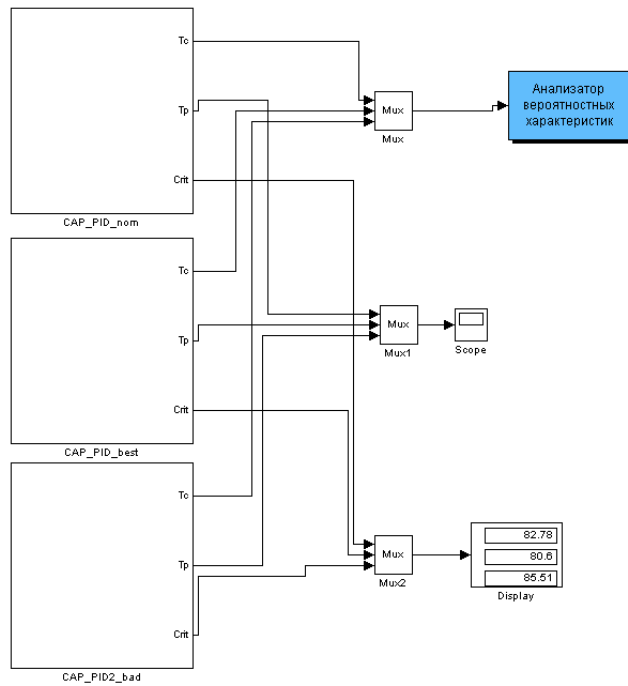 Tc
Tp
Crit
CAP_PID_nom
Mux
Mux
Анализатор
вероятностных
характеристик
Tc
Tp
Crit
CAP_PID_best
Mux
Mux1
Scope
Tc
Tp
Crit
CAP_PID2_bad
Mux
Mux2
82.78
80.6
85.51
Display